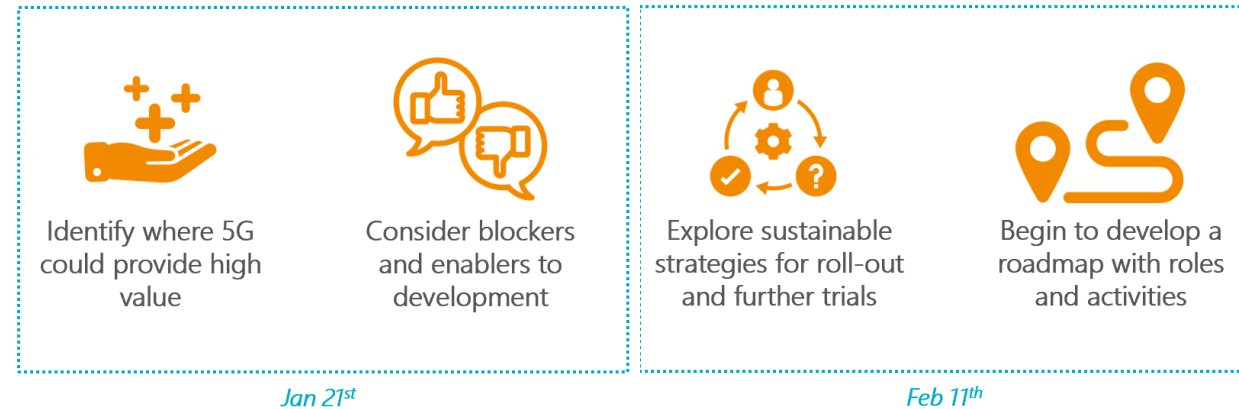 Identify where 5G
could provide high
value
Consider blockers
and enablers to
development
Explore sustainable
strategies for roll-out
and further trials
Begin to develop a
roadmap with roles
and activities
Jan 21st
Feb 11th